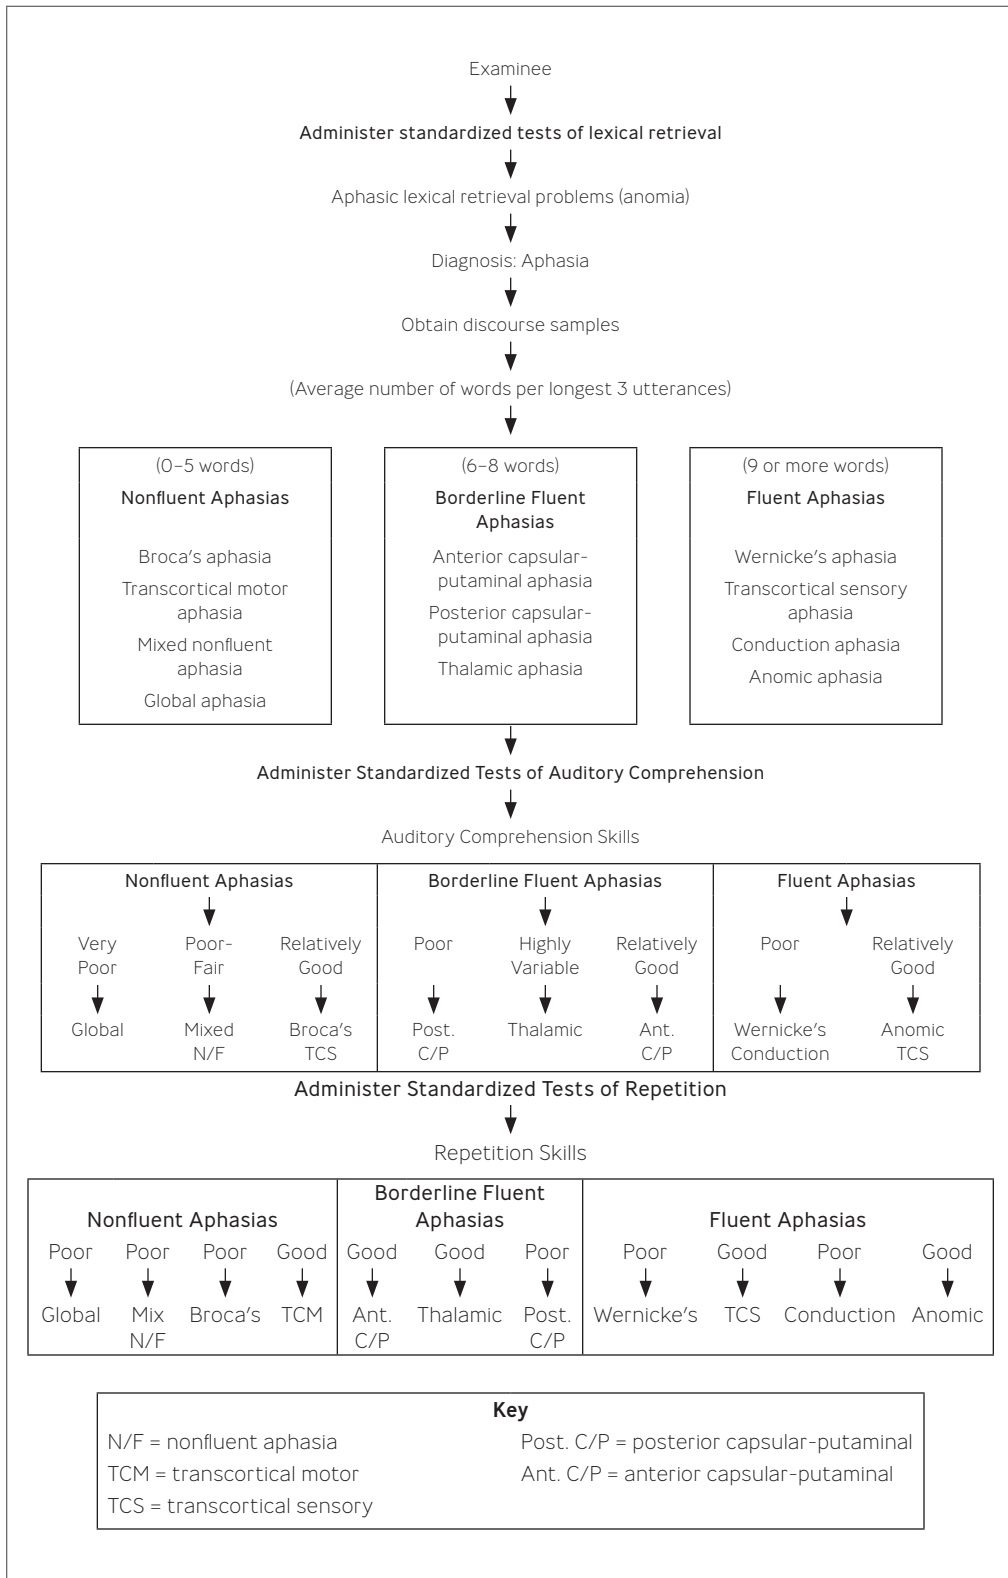 Examinee
Administer standardized tests of lexical retrieval
Aphasic lexical retrieval problems (anomia)
Diagnosis: Aphasia
Obtain discourse samples
(Average number of words per longest 3 utterances)
(0–5 words)
Nonfluent Aphasias
Broca's aphasia
Transcortical motor
aphasia
Mixed nonfluent
aphasia
Global aphasia
(6–8 words)
Borderline Fluent
Aphasias
Anterior capsular-
putaminal aphasia
Posterior capsular-
putaminal aphasia
Thalamic aphasia
(9 or more words)
Fluent Aphasias
Wernicke's aphasia
Transcortical sensory
aphasia
Conduction aphasia
Anomic aphasia
Administer Standardized Tests of Auditory Comprehension
Auditory Comprehension Skills
Nonfluent Aphasias
Very
Poor
Global
Poor-
Fair
Mixed
N/F
Relatively
Good
Broca's
TCS
Borderline Fluent Aphasias
Poor
Post.
C/P
Highly
Variable
Thalamic
Relatively
Good
Ant.
C/P
Fluent Aphasias
Poor
Wernicke's
Conduction
Relatively
Good
Anomic
TCS
Administer Standardized Tests of Repetition
Repetition Skills
Nonfluent Aphasias
Poor
Global
Poor
Mix
N/F
Poor
Broca's
Good
TCM
Borderline Fluent
Aphasias
Good
Ant.
C/P
Good
Thalamic
Poor
Post.
C/P
Fluent Aphasias
Poor
Wernicke's
Good
TCS
Poor
Conduction
Good
Anomic
Key
N/F = nonfluent aphasia
TCM = transcortical motor
TCS = transcortical sensory
Post. C/P = posterior capsular-putaminal
Ant. C/P = anterior capsular-putaminal